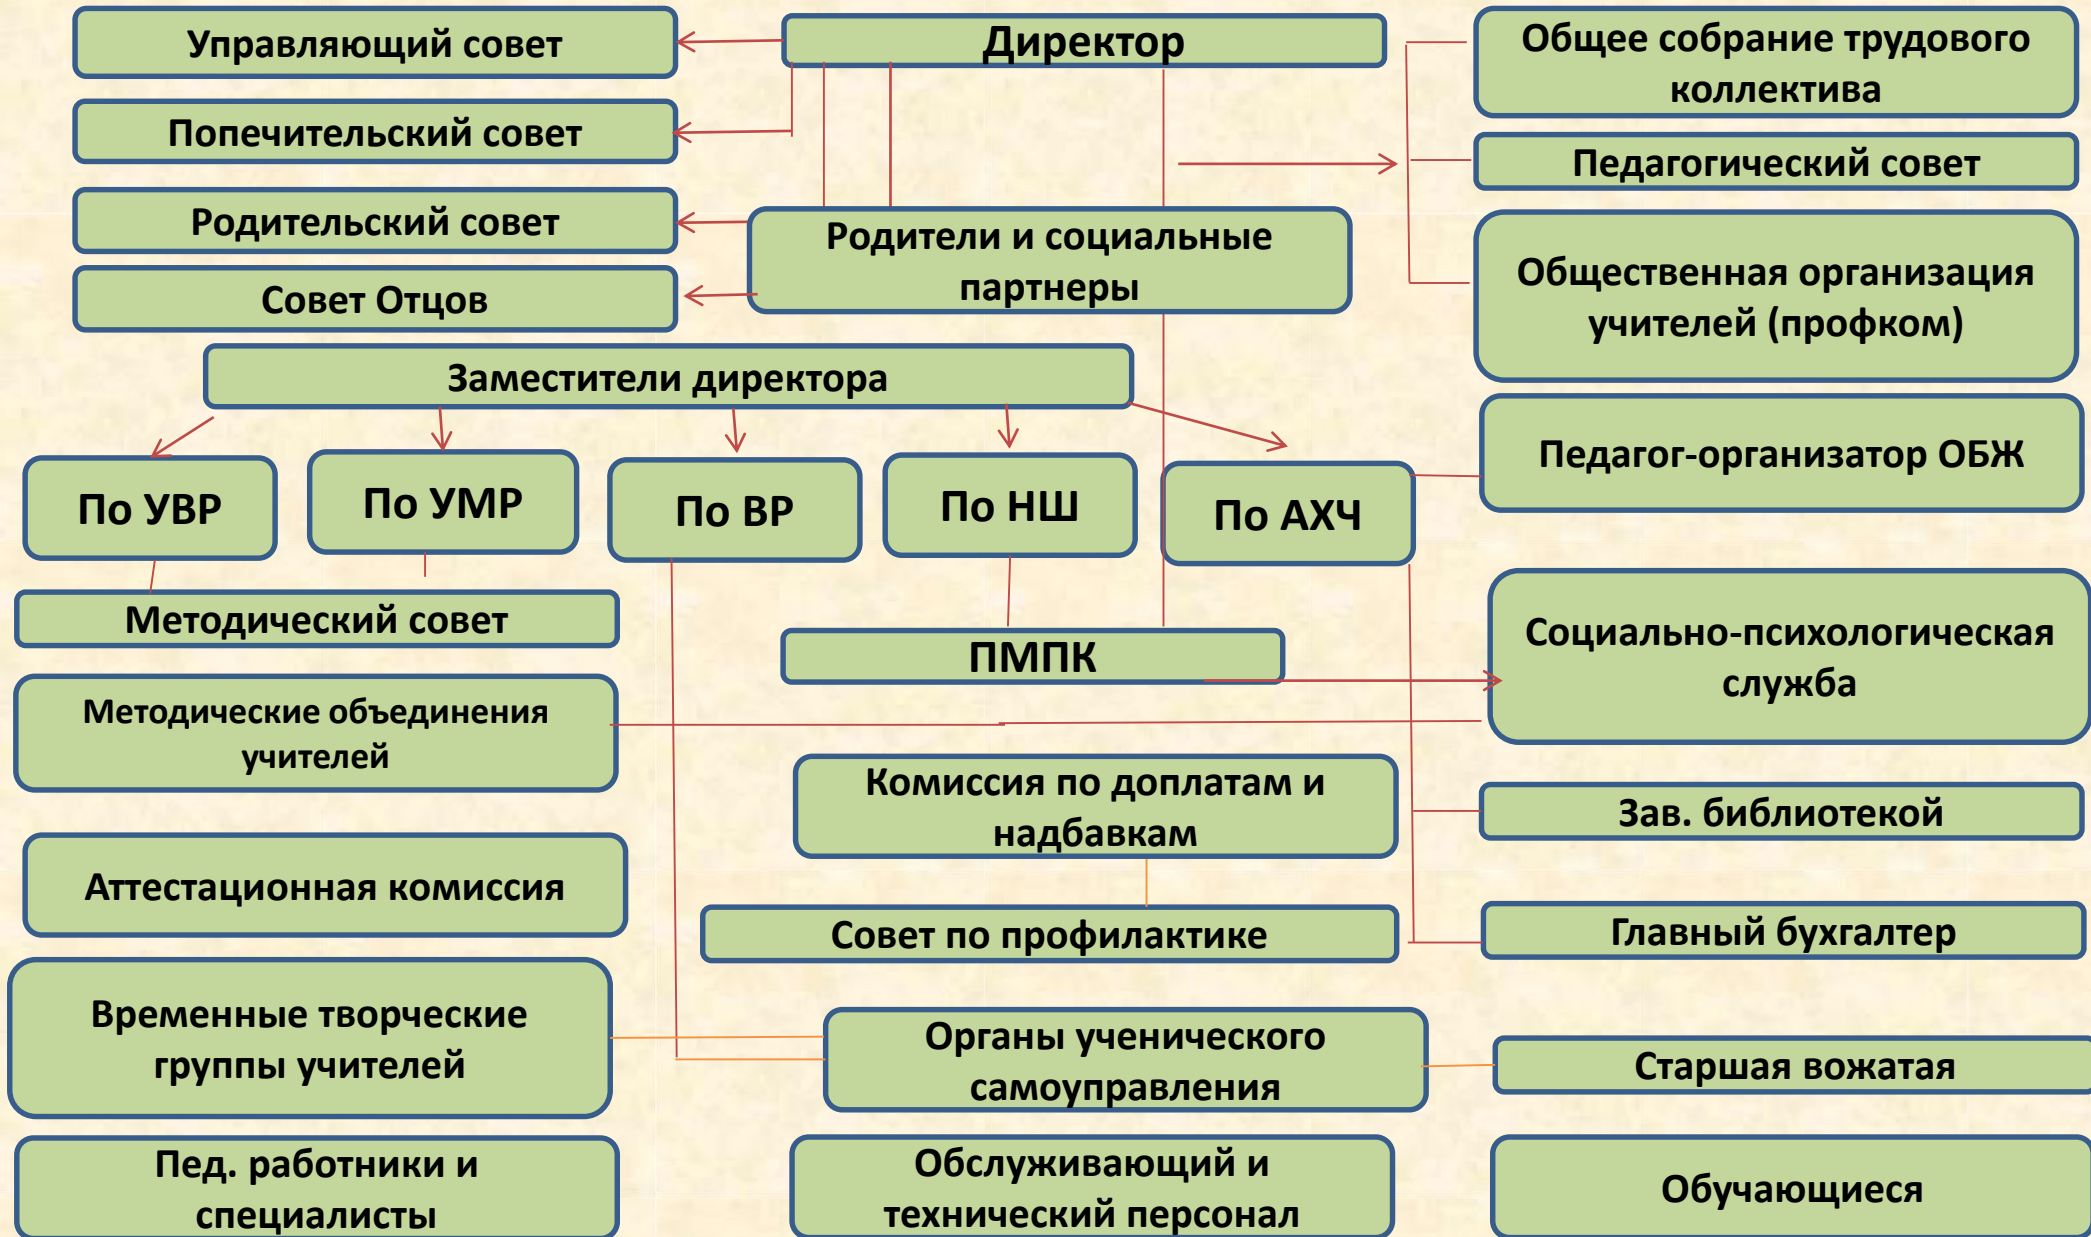 Управляющий совет
Директор
Общее собрание трудового
коллектива
Попечительский совет
Педагогический совет
Родительский совет
Родители и социальные
партнеры
Совет Отцов
Общественная организация
учителей (профком)
Заместители директора
Педагог-организатор ОБЖ
По УВР
По УМР
По ВР
По НШ
По АХЧ
Методический совет
ПМПК
Социально-психологическая
служба
Методические объединения
учителей
Комиссия по доплатам и
надбавкам
Зав. библиотекой
Аттестационная комиссия
Совет по профилактике
Главный бухгалтер
Временные творческие
группы учителей
Органы ученического
самоуправления
Старшая вожатая
Пед. работники и
специалисты
Обслуживающий и
технический персонал
Обучающиеся